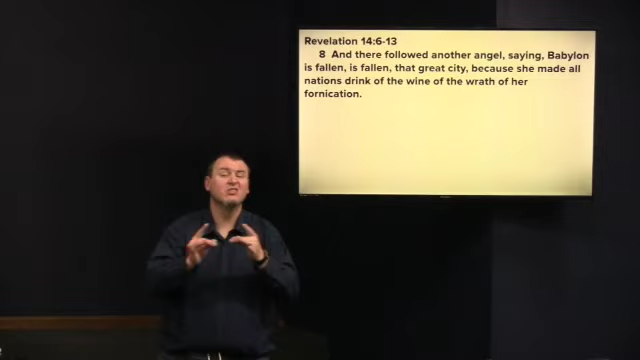 Revelation 14:6-13
8 And there followed another angel, saying, Babylon
is fallen, is fallen, that great city, because she made all
nations drink of the wine of the wrath of her
fornication.